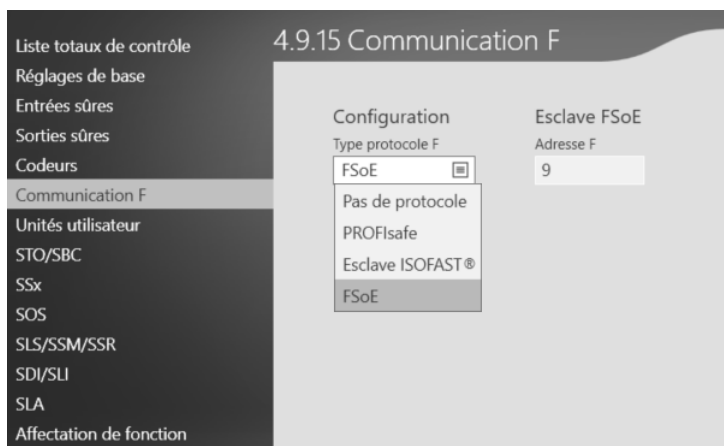 Liste totaux de contrôle
Réglages de base
Entrées sûres
Sorties sûres
Codeurs
Communication F
Unités utilisateur
STO/SBC
SSx
SOS
SLS/SSM/SSR
SDI/SLI
SLA
Affectation de fonction
4.9.15 Communication F
Configuration
Type protocole F
FSoE
Pas de protocole
PROFIsafe
Esclave ISOFAST®
FSoE
Esclave FSoE
Adresse F
9